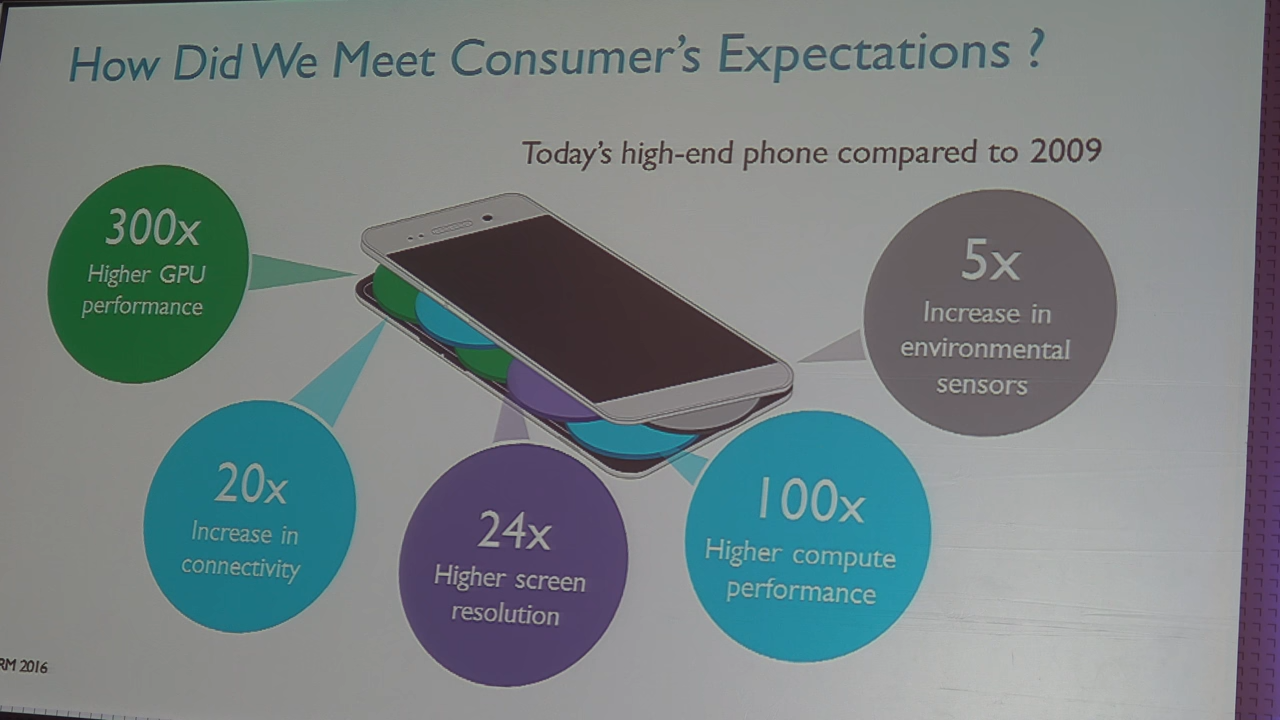 How Did We Meet Consumer's Expectations ?
Today's high-end phone compared to 2009
300x
Higher GPU
performance
5x
Increase in
environmental
sensors
20x
Increase in
connectivity
24x
Higher screen
resolution
100x
Higher compute
performance
RM 2016